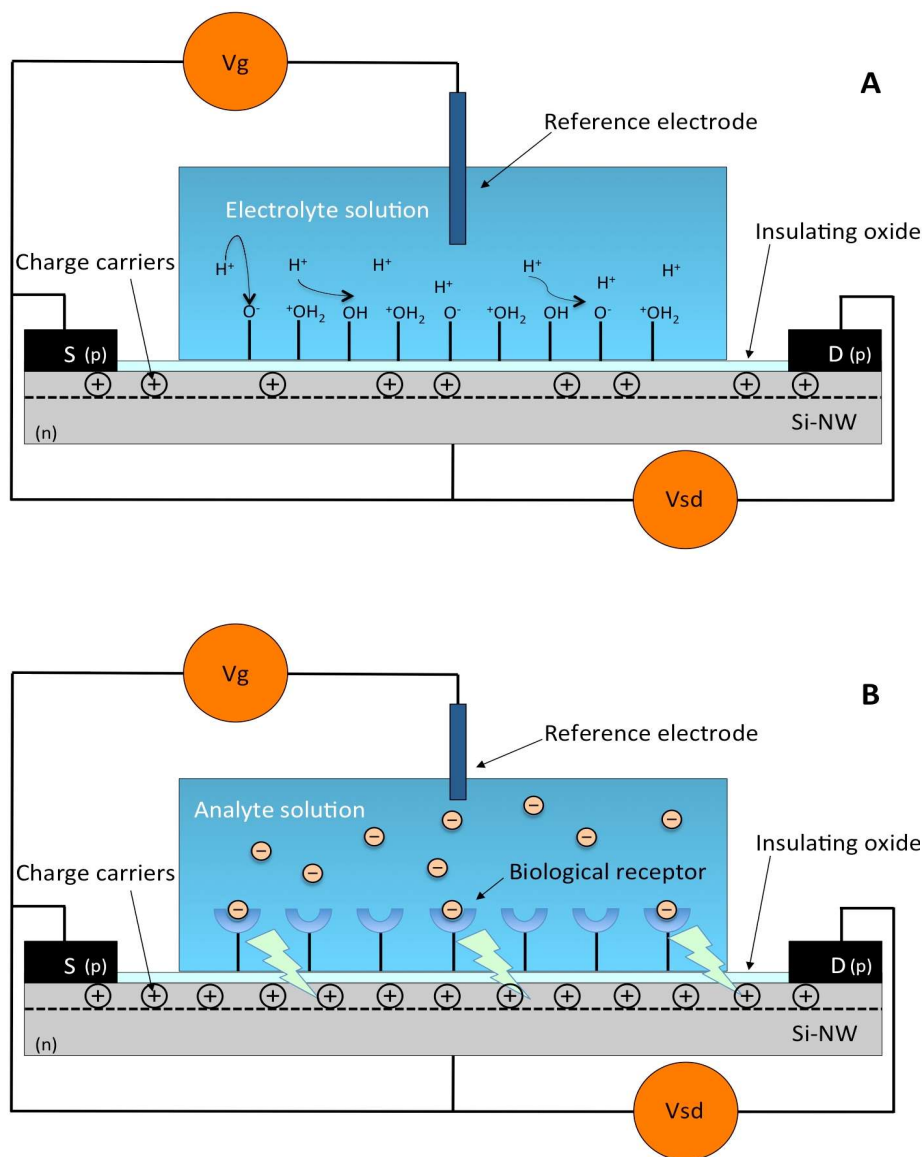 Vg
A
Reference electrode
Electrolyte solution
Insulating oxide
Charge carriers
H⁺ H⁺ H⁺ H⁺ H⁺ H⁺ H⁺
O⁻ ⁺OH₂ OH ⁺OH₂ O⁻ ⁺OH₂ OH O⁻ ⁺OH₂
S (p) D (p)
+ + + + + + + + +
Si-NW
(n)
Vsd
Vg
B
Reference electrode
Analyte solution
− − − − − − − −
Insulating oxide
Charge carriers
Biological receptor
− − −
S (p) D (p)
+ + + + + + + + + + + + +
Si-NW
(n)
Vsd